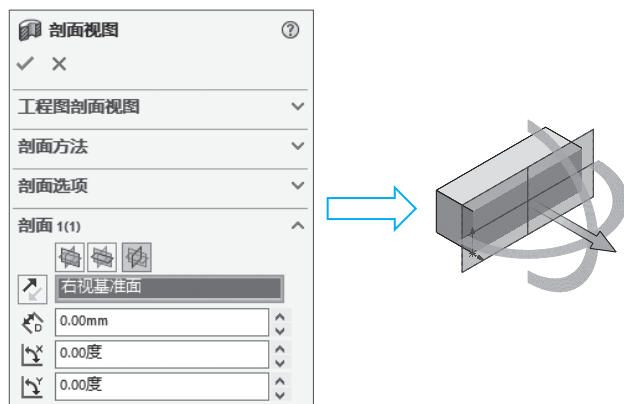 剖面视图
工程图剖面视图
剖面方法
剖面选项
剖面 1(1)
右视基准面
D
0.00mm
X
0.00度
Y
0.00度